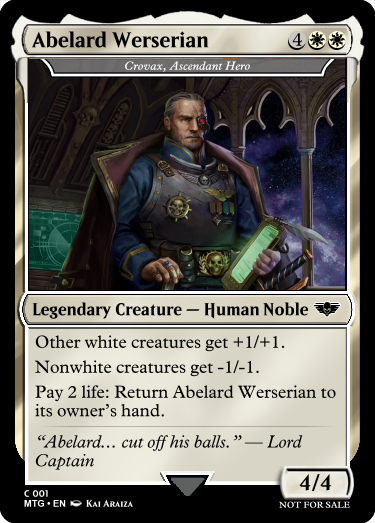 Abelard Werserian 4
Crovax, Ascendant Hero
Legendary Creature — Human Noble
Other white creatures get +1/+1.
Nonwhite creatures get -1/-1.
Pay 2 life: Return Abelard Werserian to
its owner's hand.
“Abelard… cut off his balls.” — Lord
Captain
4/4
C 001
MTG • EN Kai Araiza
NOT FOR SALE